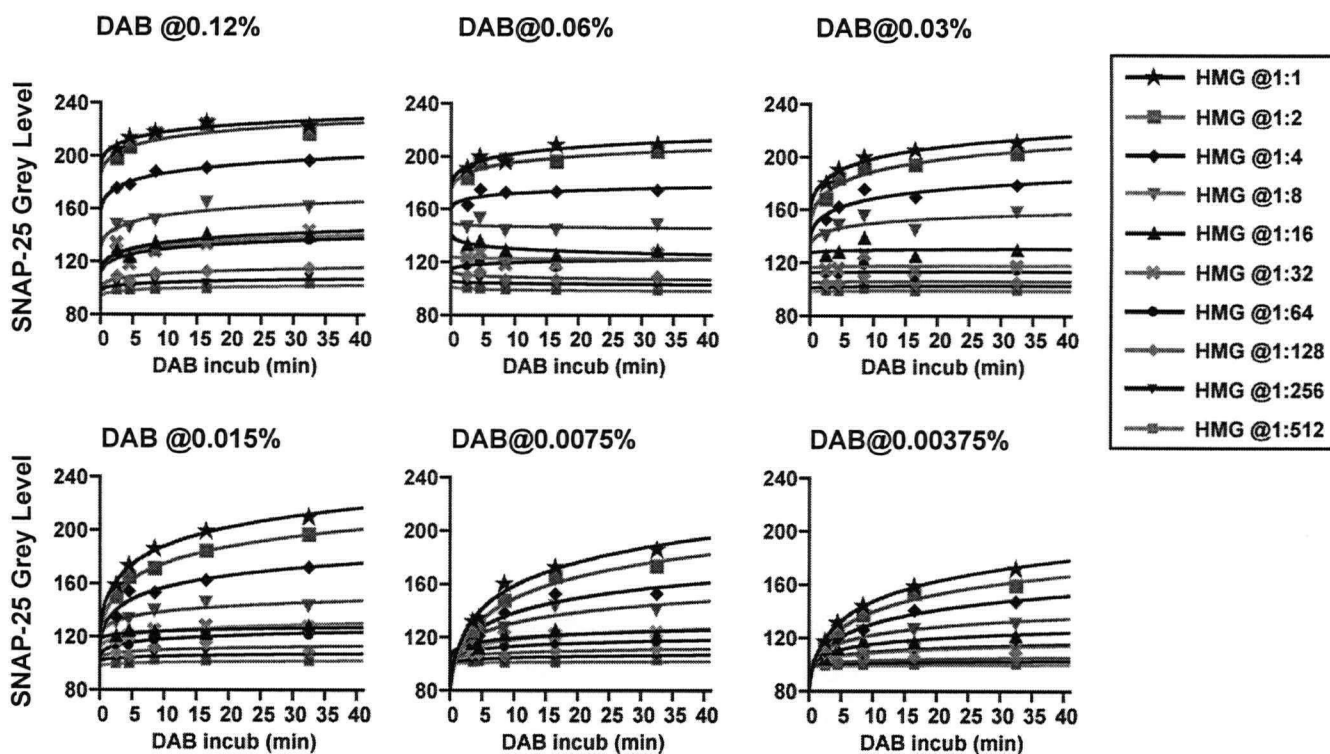 DAB @0.12%
DAB@0.06%
DAB@0.03%
SNAP-25 Grey Level
240
200
160
120
80
0 5 10 15 20 25 30 35 40
DAB incub (min)
240
200
160
120
80
0 5 10 15 20 25 30 35 40
DAB incub (min)
240
200
160
120
80
0 5 10 15 20 25 30 35 40
DAB incub (min)
HMG @1:1
HMG @1:2
HMG @1:4
HMG @1:8
HMG @1:16
HMG @1:32
HMG @1:64
HMG @1:128
HMG @1:256
HMG @1:512
DAB @0.015%
DAB@0.0075%
DAB@0.00375%
SNAP-25 Grey Level
240
200
160
120
80
0 5 10 15 20 25 30 35 40
DAB incub (min)
240
200
160
120
80
0 5 10 15 20 25 30 35 40
DAB incub (min)
240
200
160
120
80
0 5 10 15 20 25 30 35 40
DAB incub (min)